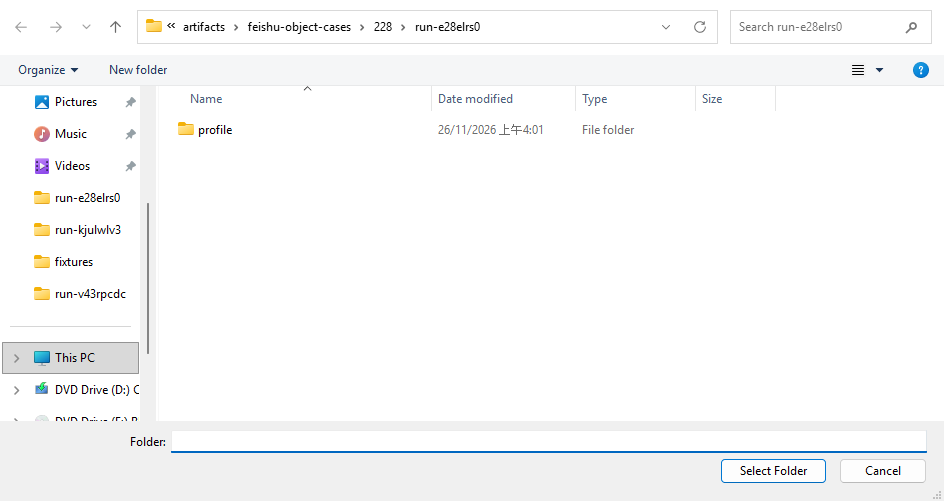 « artifacts > feishu-object-cases > 228 > run-e28elrs0
Search run-e28elrs0
Organize New folder
Name Date modified Type Size
Pictures
Music
Videos
run-e28elrs0
run-kjulwlv3
fixtures
run-v43rpcdc
This PC
DVD Drive (D:) C
profile 26/11/2026 上午4:01 File folder
Folder:
Select Folder Cancel